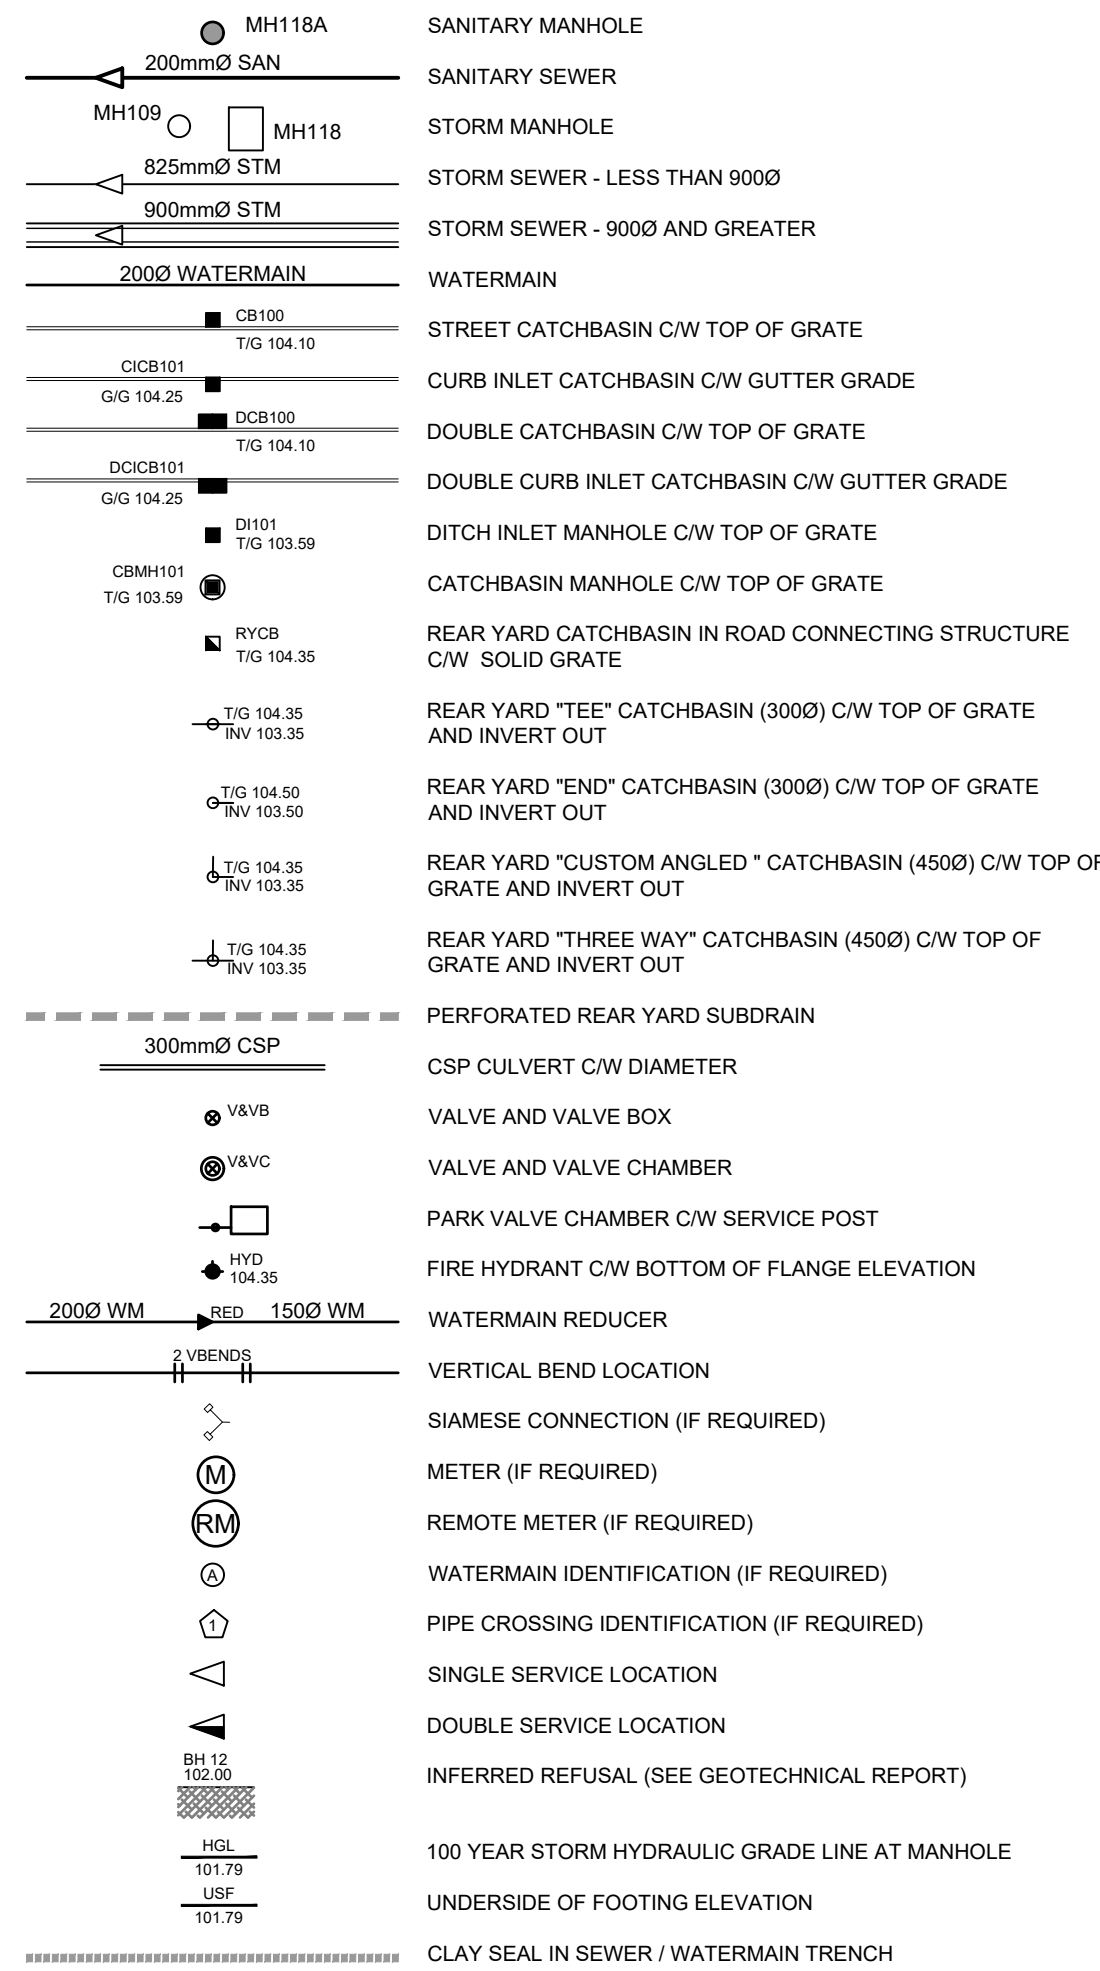 MH118A SANITARY MANHOLE
200mmØ SAN
SANITARY SEWER
MH109
MH118 STORM MANHOLE
825mmØ STM
STORM SEWER - LESS THAN 900Ø
900mmØ STM
STORM SEWER - 900Ø AND GREATER
200Ø WATERMAIN WATERMAIN
CB100
T/G 104.10
STREET CATCHBASIN C/W TOP OF GRATE
CICB101
G/G 104.25
CURB INLET CATCHBASIN C/W GUTTER GRADE
DCB100
T/G 104.10
DOUBLE CATCHBASIN C/W TOP OF GRATE
DCICB101
G/G 104.25
DOUBLE CURB INLET CATCHBASIN C/W GUTTER GRADE
DI101
T/G 103.59
DITCH INLET MANHOLE C/W TOP OF GRATE
CBMH101
T/G 103.59
CATCHBASIN MANHOLE C/W TOP OF GRATE
RYCB
T/G 104.35
REAR YARD CATCHBASIN IN ROAD CONNECTING STRUCTURE
C/W SOLID GRATE
T/G 104.35
INV 103.35
REAR YARD "TEE" CATCHBASIN (300Ø) C/W TOP OF GRATE
AND INVERT OUT
T/G 104.50
INV 103.50
REAR YARD "END" CATCHBASIN (300Ø) C/W TOP OF GRATE
AND INVERT OUT
T/G 104.35
INV 103.35
REAR YARD "CUSTOM ANGLED " CATCHBASIN (450Ø) C/W TOP OF
GRATE AND INVERT OUT
T/G 104.35
INV 103.35
REAR YARD "THREE WAY" CATCHBASIN (450Ø) C/W TOP OF
GRATE AND INVERT OUT
PERFORATED REAR YARD SUBDRAIN
300mmØ CSP
CSP CULVERT C/W DIAMETER
V&VB VALVE AND VALVE BOX
V&VC VALVE AND VALVE CHAMBER
PARK VALVE CHAMBER C/W SERVICE POST
HYD
104.35
FIRE HYDRANT C/W BOTTOM OF FLANGE ELEVATION
200Ø WM RED 150Ø WM WATERMAIN REDUCER
2 VBENDS
VERTICAL BEND LOCATION
SIAMESE CONNECTION (IF REQUIRED)
M METER (IF REQUIRED)
RM REMOTE METER (IF REQUIRED)
A WATERMAIN IDENTIFICATION (IF REQUIRED)
1 PIPE CROSSING IDENTIFICATION (IF REQUIRED)
SINGLE SERVICE LOCATION
DOUBLE SERVICE LOCATION
BH 12
102.00
INFERRED REFUSAL (SEE GEOTECHNICAL REPORT)
HGL
101.79
100 YEAR STORM HYDRAULIC GRADE LINE AT MANHOLE
USF
101.79
UNDERSIDE OF FOOTING ELEVATION
CLAY SEAL IN SEWER / WATERMAIN TRENCH